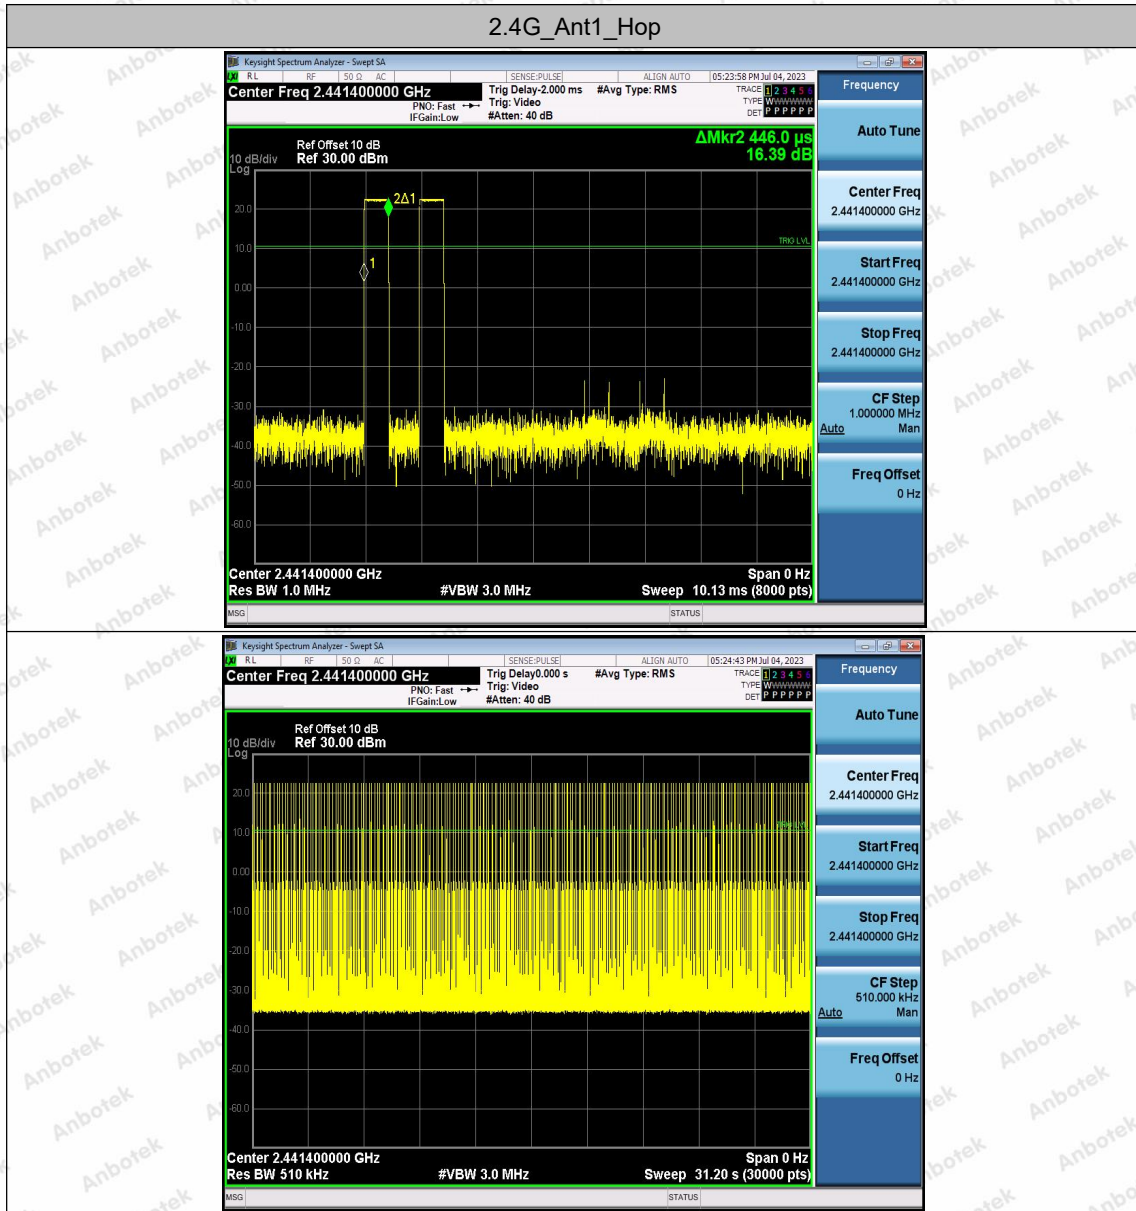 2.4G_Ant1_Hop
Keysight Spectrum Analyzer - Swept SA
LXI RL RF 50 Ω AC SENSE:PULSE ALIGN AUTO 05:23:58 PM Jul 04, 2023
Center Freq 2.441400000 GHz
PNO: Fast
IFGain:Low
Trig Delay-2.000 ms
Trig: Video
#Atten: 40 dB
#Avg Type: RMS
TRACE 1 2 3 4 5 6
TYPE WWWWWW
DET P P P P P P
Frequency
Auto Tune
Center Freq
2.441400000 GHz
Start Freq
2.441400000 GHz
Stop Freq
2.441400000 GHz
CF Step
1.000000 MHz
Auto Man
Freq Offset
0 Hz
ΔMkr2 446.0 µs
16.39 dB
Ref Offset 10 dB
10 dB/div Ref 30.00 dBm
Log
2Δ1
20.0
10.0
TRIG LVL
1
0.00
-10.0
-20.0
-30.0
-40.0
-50.0
-60.0
Center 2.441400000 GHz Span 0 Hz
Res BW 1.0 MHz #VBW 3.0 MHz Sweep 10.13 ms (8000 pts)
MSG STATUS
Keysight Spectrum Analyzer - Swept SA
LXI RL RF 50 Ω AC SENSE:PULSE ALIGN AUTO 05:24:43 PM Jul 04, 2023
Center Freq 2.441400000 GHz
PNO: Fast
IFGain:Low
Trig Delay0.000 s
Trig: Video
#Atten: 40 dB
#Avg Type: RMS
TRACE 1 2 3 4 5 6
TYPE WWWWWW
DET P P P P P P
Frequency
Auto Tune
Center Freq
2.441400000 GHz
Start Freq
2.441400000 GHz
Stop Freq
2.441400000 GHz
CF Step
510.000 kHz
Auto Man
Freq Offset
0 Hz
Ref Offset 10 dB
10 dB/div Ref 30.00 dBm
Log
20.0
10.0
TRIG LVL
0.00
-10.0
-20.0
-30.0
-40.0
-50.0
-60.0
Center 2.441400000 GHz Span 0 Hz
Res BW 510 kHz #VBW 3.0 MHz Sweep 31.20 s (30000 pts)
MSG STATUS
Anbotek